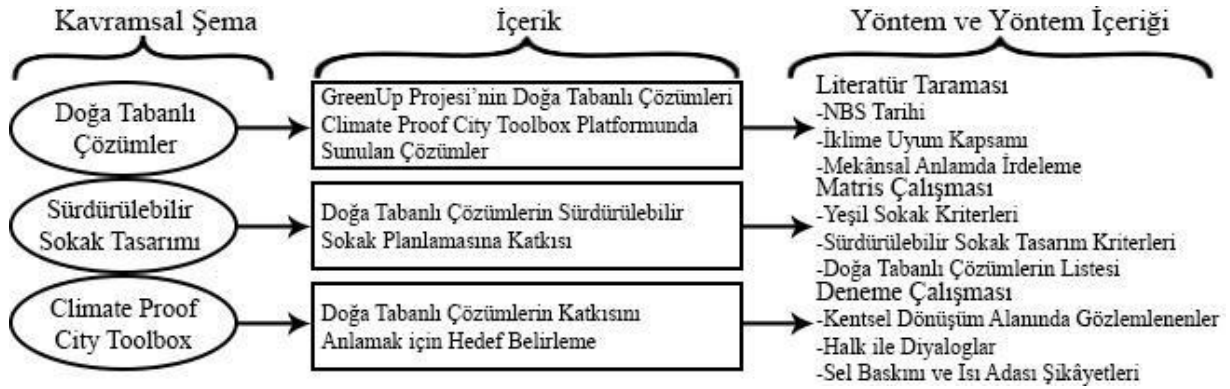 Kavramsal Şema
İçerik
Yöntem ve Yöntem İçeriği
Doğa Tabanlı
Çözümler
GreenUp Projesi’nin Doğa Tabanlı Çözümleri
Climate Proof City Toolbox Platformunda
Sunulan Çözümler
Literatür Taraması
-NBS Tarihi
-İklime Uyum Kapsamı
-Mekânsal Anlamda İrdeleme
Sürdürülebilir
Sokak Tasarımı
Doğa Tabanlı Çözümlerin Sürdürülebilir
Sokak Planlamasına Katkısı
Matris Çalışması
-Yeşil Sokak Kriterleri
-Sürdürülebilir Sokak Tasarım Kriterleri
-Doğa Tabanlı Çözümlerin Listesi
Climate Proof
City Toolbox
Doğa Tabanlı Çözümlerin Katkısını
Anlamak için Hedef Belirleme
Deneme Çalışması
-Kentsel Dönüşüm Alanında Gözlemlenenler
-Halk ile Diyaloglar
-Sel Baskını ve Isı Adası Şikâyetleri